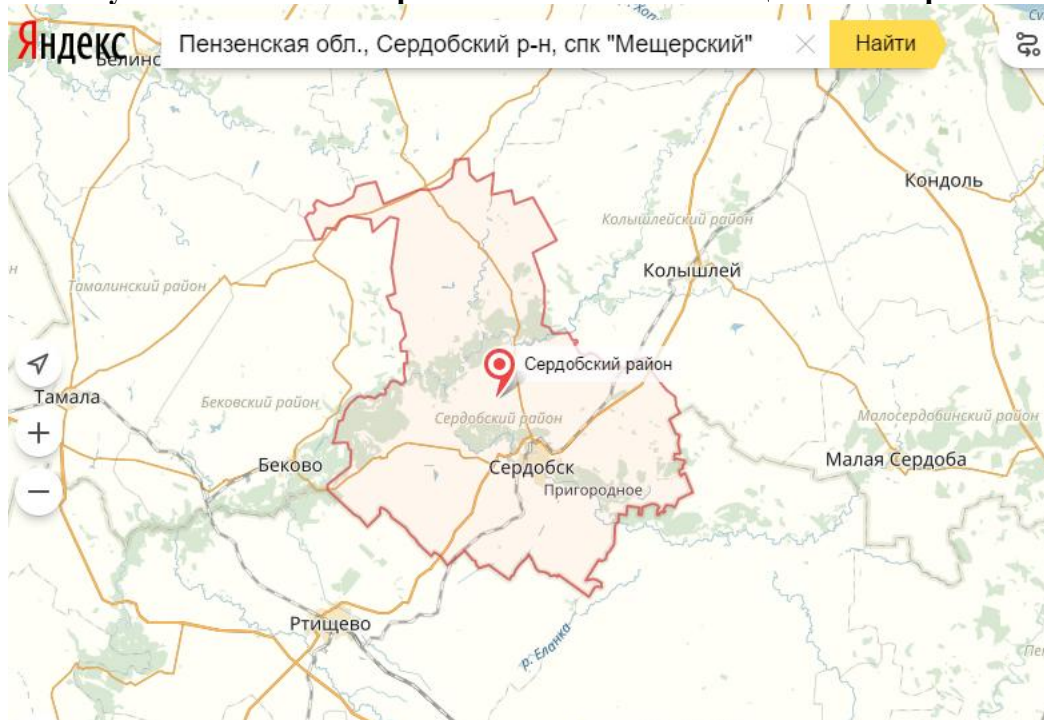 Яндекс
Пензенская обл., Сердобский р-н, спк "Мещерский"
Найти
Кондоль
Колышлейский район
Колышлей
Тамалинский район
Сердобский район
Тамала
Бековский район
Сердобский район
Малосердобинский район
Беково
Сердобск
Малая Сердоба
Пригородное
Ртищево
р. Еланка